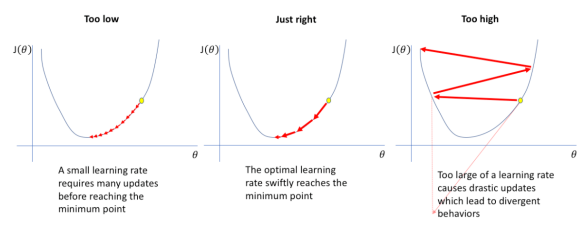 Too low
J(θ)
θ
A small learning rate
requires many updates
before reaching the
minimum point
Just right
J(θ)
θ
The optimal learning
rate swiftly reaches the
minimum point
Too high
J(θ)
θ
Too large of a learning rate
causes drastic updates
which lead to divergent
behaviors